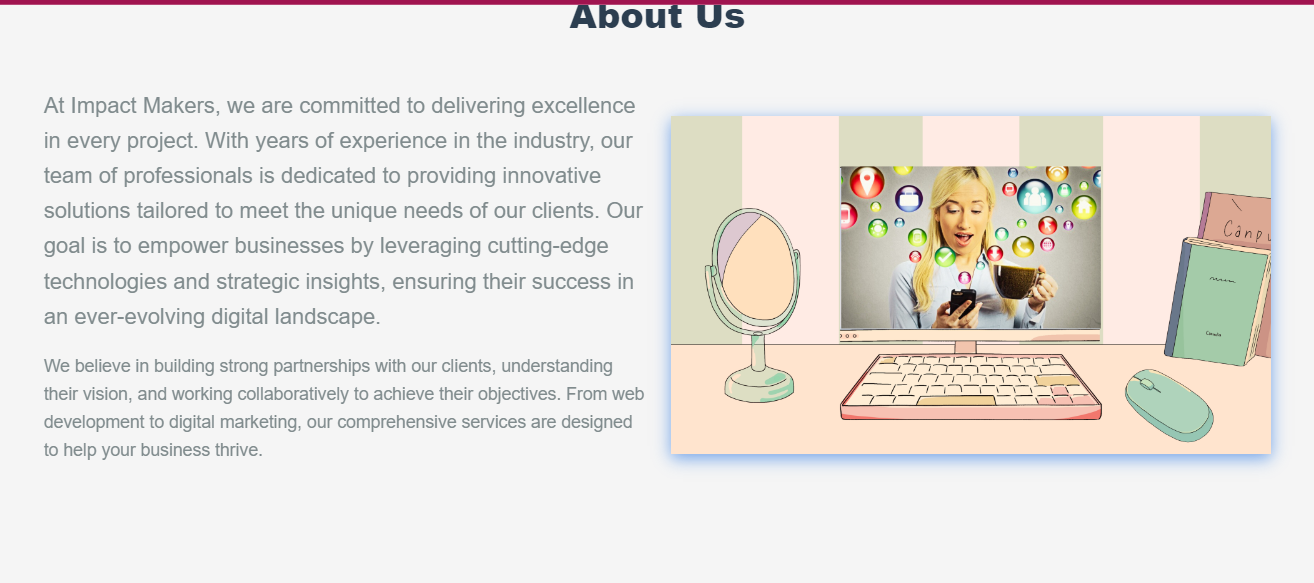 About Us
At Impact Makers, we are committed to delivering excellence
in every project. With years of experience in the industry, our
team of professionals is dedicated to providing innovative
solutions tailored to meet the unique needs of our clients. Our
goal is to empower businesses by leveraging cutting-edge
technologies and strategic insights, ensuring their success in
an ever-evolving digital landscape.
We believe in building strong partnerships with our clients, understanding
their vision, and working collaboratively to achieve their objectives. From web
development to digital marketing, our comprehensive services are designed
to help your business thrive.